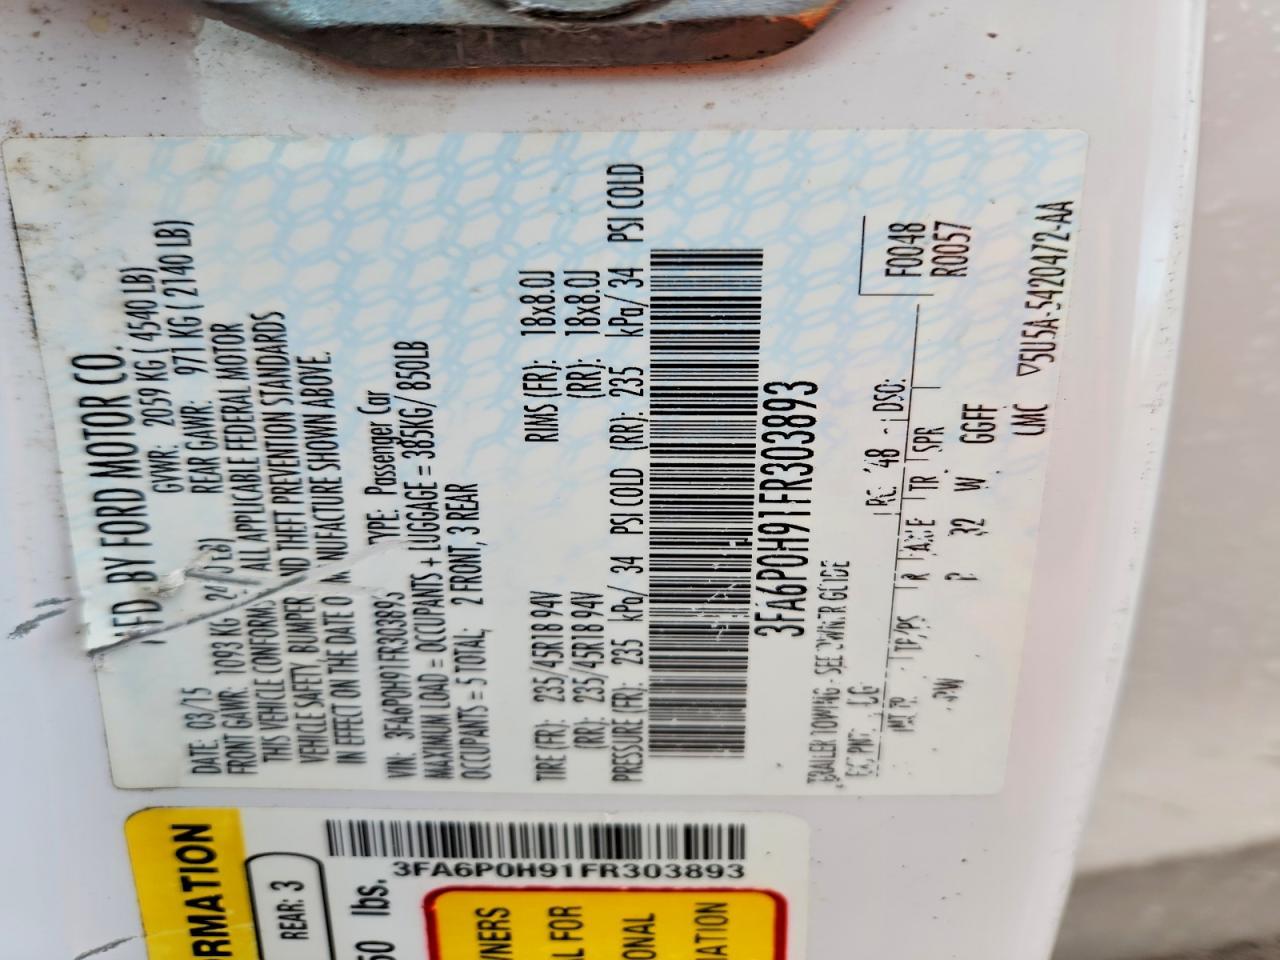 MFD BY FORD MOTOR CO.
DATE: 03/15 GVWR: 2059 KG ( 4540 LB)
FRONT GAWR: 1093 KG REAR GAWR: 971 KG ( 2140 LB)
THIS VEHICLE CONFORMS ALL APPLICABLE FEDERAL MOTOR
VEHICLE SAFETY, BUMPER ND THEFT PREVENTION STANDARDS
IN EFFECT ON THE DATE O M NUFACTURE SHOWN ABOVE.
VIN: 3FA6P0H91FR303893 TYPE: Passenger Car
MAXIMUM LOAD = OCCUPANTS + LUGGAGE = 385KG/ 850LB
OCCUPANTS = 5 TOTAL, 2 FRONT, 3 REAR
TIRE (FR): 235/45R18 94V RIMS (FR): 18x8.0J
(RR): 235/45R18 94V (RR): 18x8.0J
PRESSURE (FR): 235 kPa/ 34 PSI COLD (RR): 235 kPa/ 34 PSI COLD
3FA6P0H91FR303893
TRAILER TOWING - SEE OWNER GUIDE
EXT PNT: UG RC: 48 DSO: F0048
R0057
AXLE TR SPR
32 W GGFF
LMC ▽5U5A-5420472-AA
ORMATION
REAR: 3
lbs.
3FA6P0H91FR303893
WNERS
L FOR
ONAL
MATION